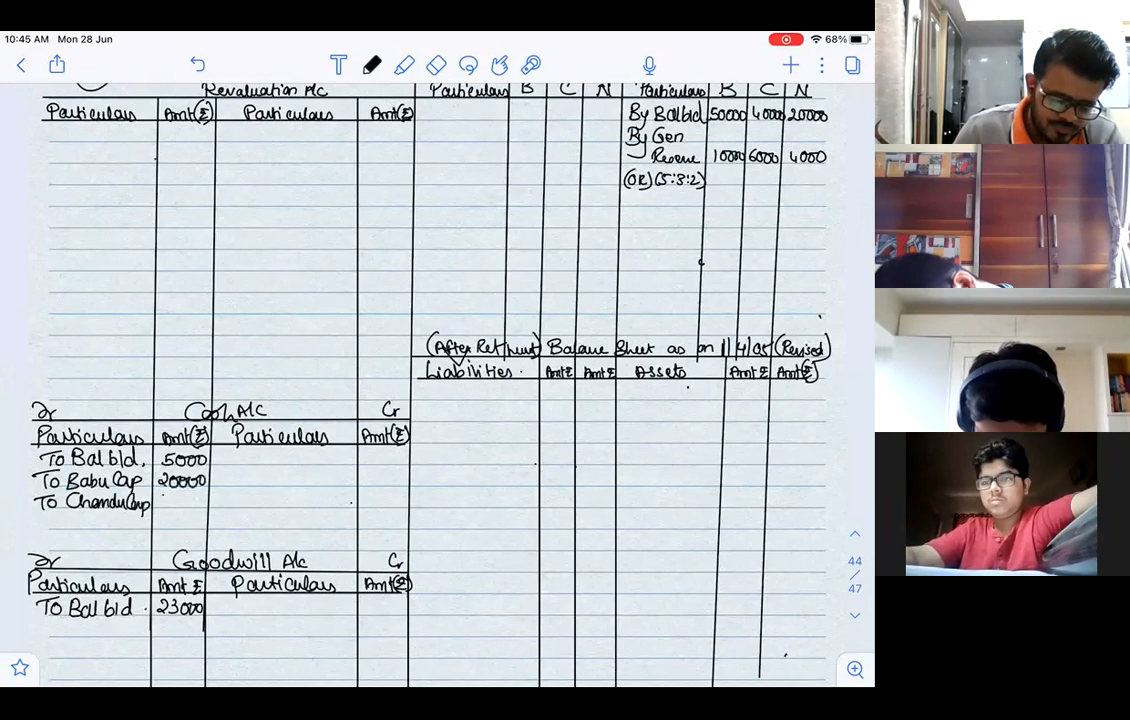 10:45 AM Mon 28 Jun
68%
Revaluation A/c
Particulars Amt(₹) Particulars Amt(₹)
Particulars B C N Particulars B C N
By Bal b/d 50000 40000 20000
By Gen
Reserve 10000 6000 4000
(OR) (5:3:2)
(After Retirement) Balance Sheet as on 1/4/05 (Revised)
Liabilities Amt ₹ Amt ₹ Assets Amt ₹ Amt(₹)
Dr Cash A/c Cr
Particulars Amt(₹) Particulars Amt(₹)
To Bal b/d. 5000
To Babu Cap 20000
To Chandu Cap
Dr Goodwill A/c Cr
Particulars Amt ₹ Particulars Amt(₹)
To Bal b/d 23000
44
/
47